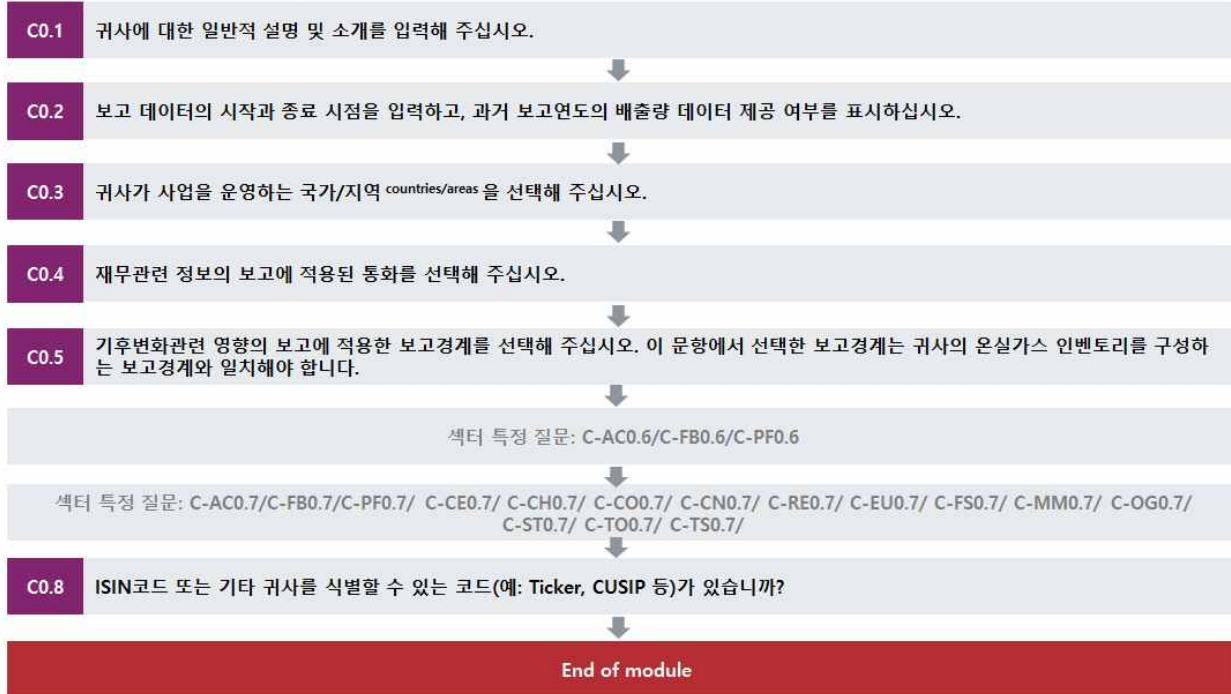 C0.1 귀사에 대한 일반적 설명 및 소개를 입력해 주십시오.
C0.2 보고 데이터의 시작과 종료 시점을 입력하고, 과거 보고연도의 배출량 데이터 제공 여부를 표시하십시오.
C0.3 귀사가 사업을 운영하는 국가/지역 countries/areas 을 선택해 주십시오.
C0.4 재무관련 정보의 보고에 적용된 통화를 선택해 주십시오.
C0.5 기후변화관련 영향의 보고에 적용한 보고경계를 선택해 주십시오. 이 문항에서 선택한 보고경계는 귀사의 온실가스 인벤토리를 구성하
는 보고경계와 일치해야 합니다.
섹터 특정 질문: C-AC0.6/C-FB0.6/C-PF0.6
섹터 특정 질문: C-AC0.7/C-FB0.7/C-PF0.7/ C-CE0.7/ C-CH0.7/ C-CO0.7/ C-CN0.7/ C-RE0.7/ C-EU0.7/ C-FS0.7/ C-MM0.7/ C-OG0.7/
C-ST0.7/ C-TO0.7/ C-TS0.7/
C0.8 ISIN코드 또는 기타 귀사를 식별할 수 있는 코드(예: Ticker, CUSIP 등)가 있습니까?
End of module